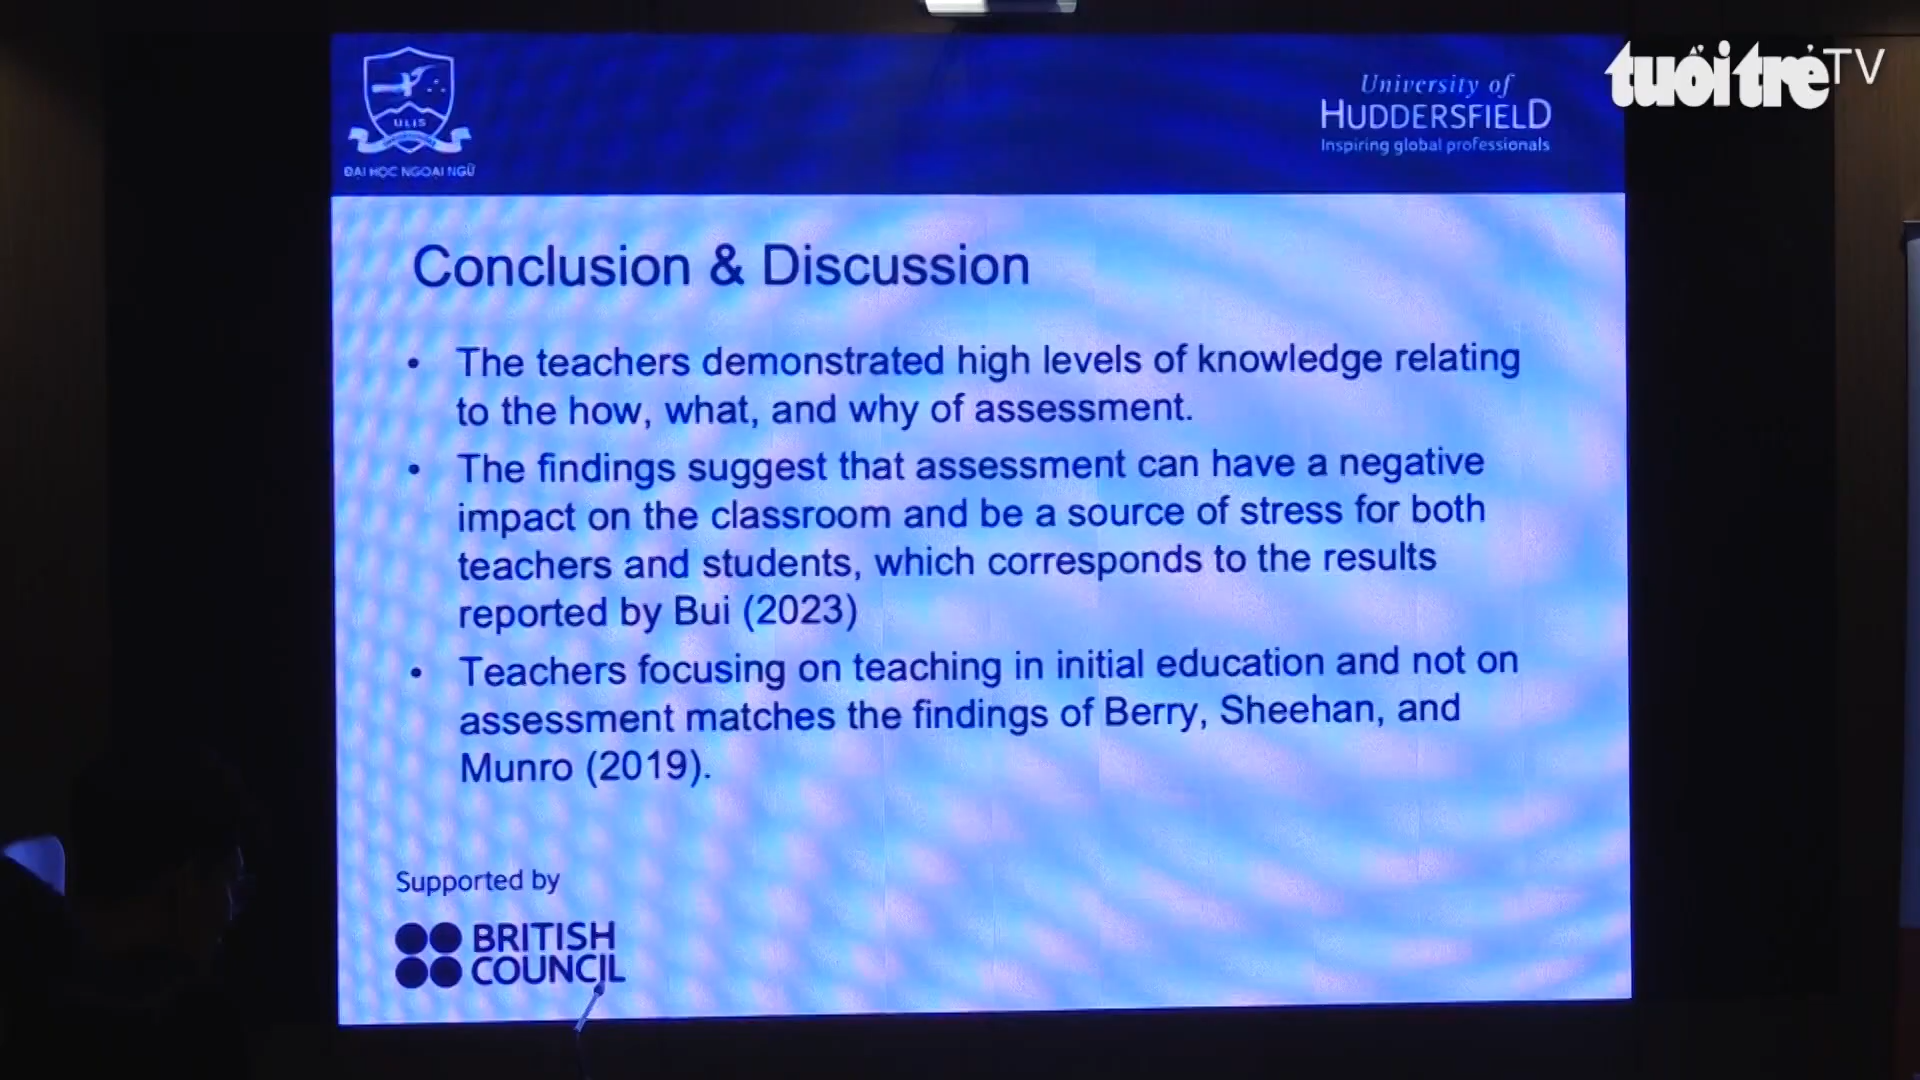 ULIS
ĐẠI HỌC NGOẠI NGỮ
University of
HUDDERSFIELD
Inspiring global professionals
tuổi trẻ TV
Conclusion & Discussion
• The teachers demonstrated high levels of knowledge relating
to the how, what, and why of assessment.
• The findings suggest that assessment can have a negative
impact on the classroom and be a source of stress for both
teachers and students, which corresponds to the results
reported by Bui (2023)
• Teachers focusing on teaching in initial education and not on
assessment matches the findings of Berry, Sheehan, and
Munro (2019).
Supported by
BRITISH
COUNCIL